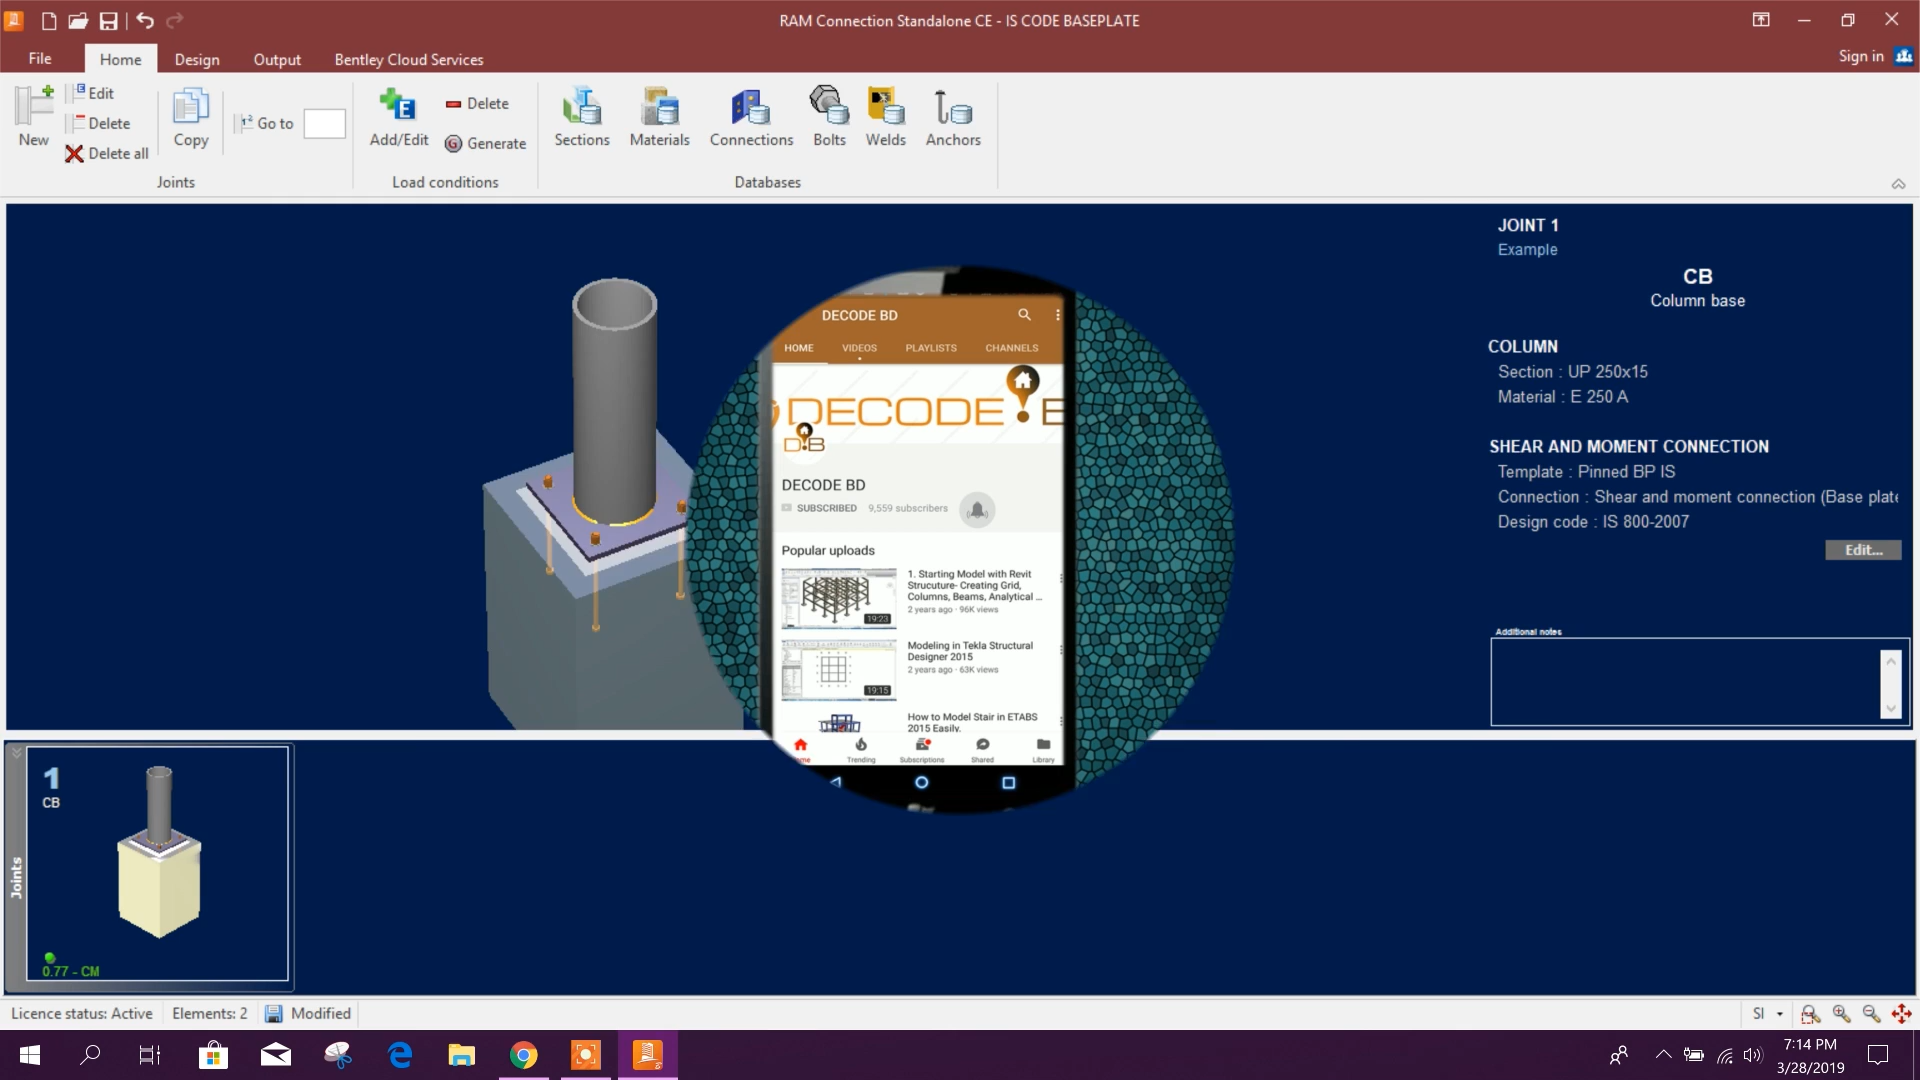 RAM Connection Standalone CE - IS CODE BASEPLATE
File
Home
Design
Output
Bentley Cloud Services
Sign in
New
Edit
Delete
Delete all
Copy
Go to
Joints
Add/Edit
Delete
Generate
Load conditions
Sections
Materials
Connections
Bolts
Welds
Anchors
Databases
JOINT 1
Example
CB
Column base
COLUMN
Section : UP 250x15
Material : E 250 A
SHEAR AND MOMENT CONNECTION
Template : Pinned BP IS
Connection : Shear and moment connection (Base plate
Design code : IS 800-2007
Edit...
Additional notes
DECODE BD
HOME
VIDEOS
PLAYLISTS
CHANNELS
DECODE
D B
DECODE BD
SUBSCRIBED 9,559 subscribers
Popular uploads
1. Starting Model with Revit
Strucuture- Creating Grid,
Columns, Beams, Analytical ...
2 years ago · 96K views
19:23
Modeling in Tekla Structural
Designer 2015
2 years ago · 63K views
19:15
How to Model Stair in ETABS
2015 Easily.
Trending
Subscriptions
Shared
Library
1
CB
Joints
0.77 - CM
Licence status: Active
Elements: 2
Modified
SI
7:14 PM
3/28/2019